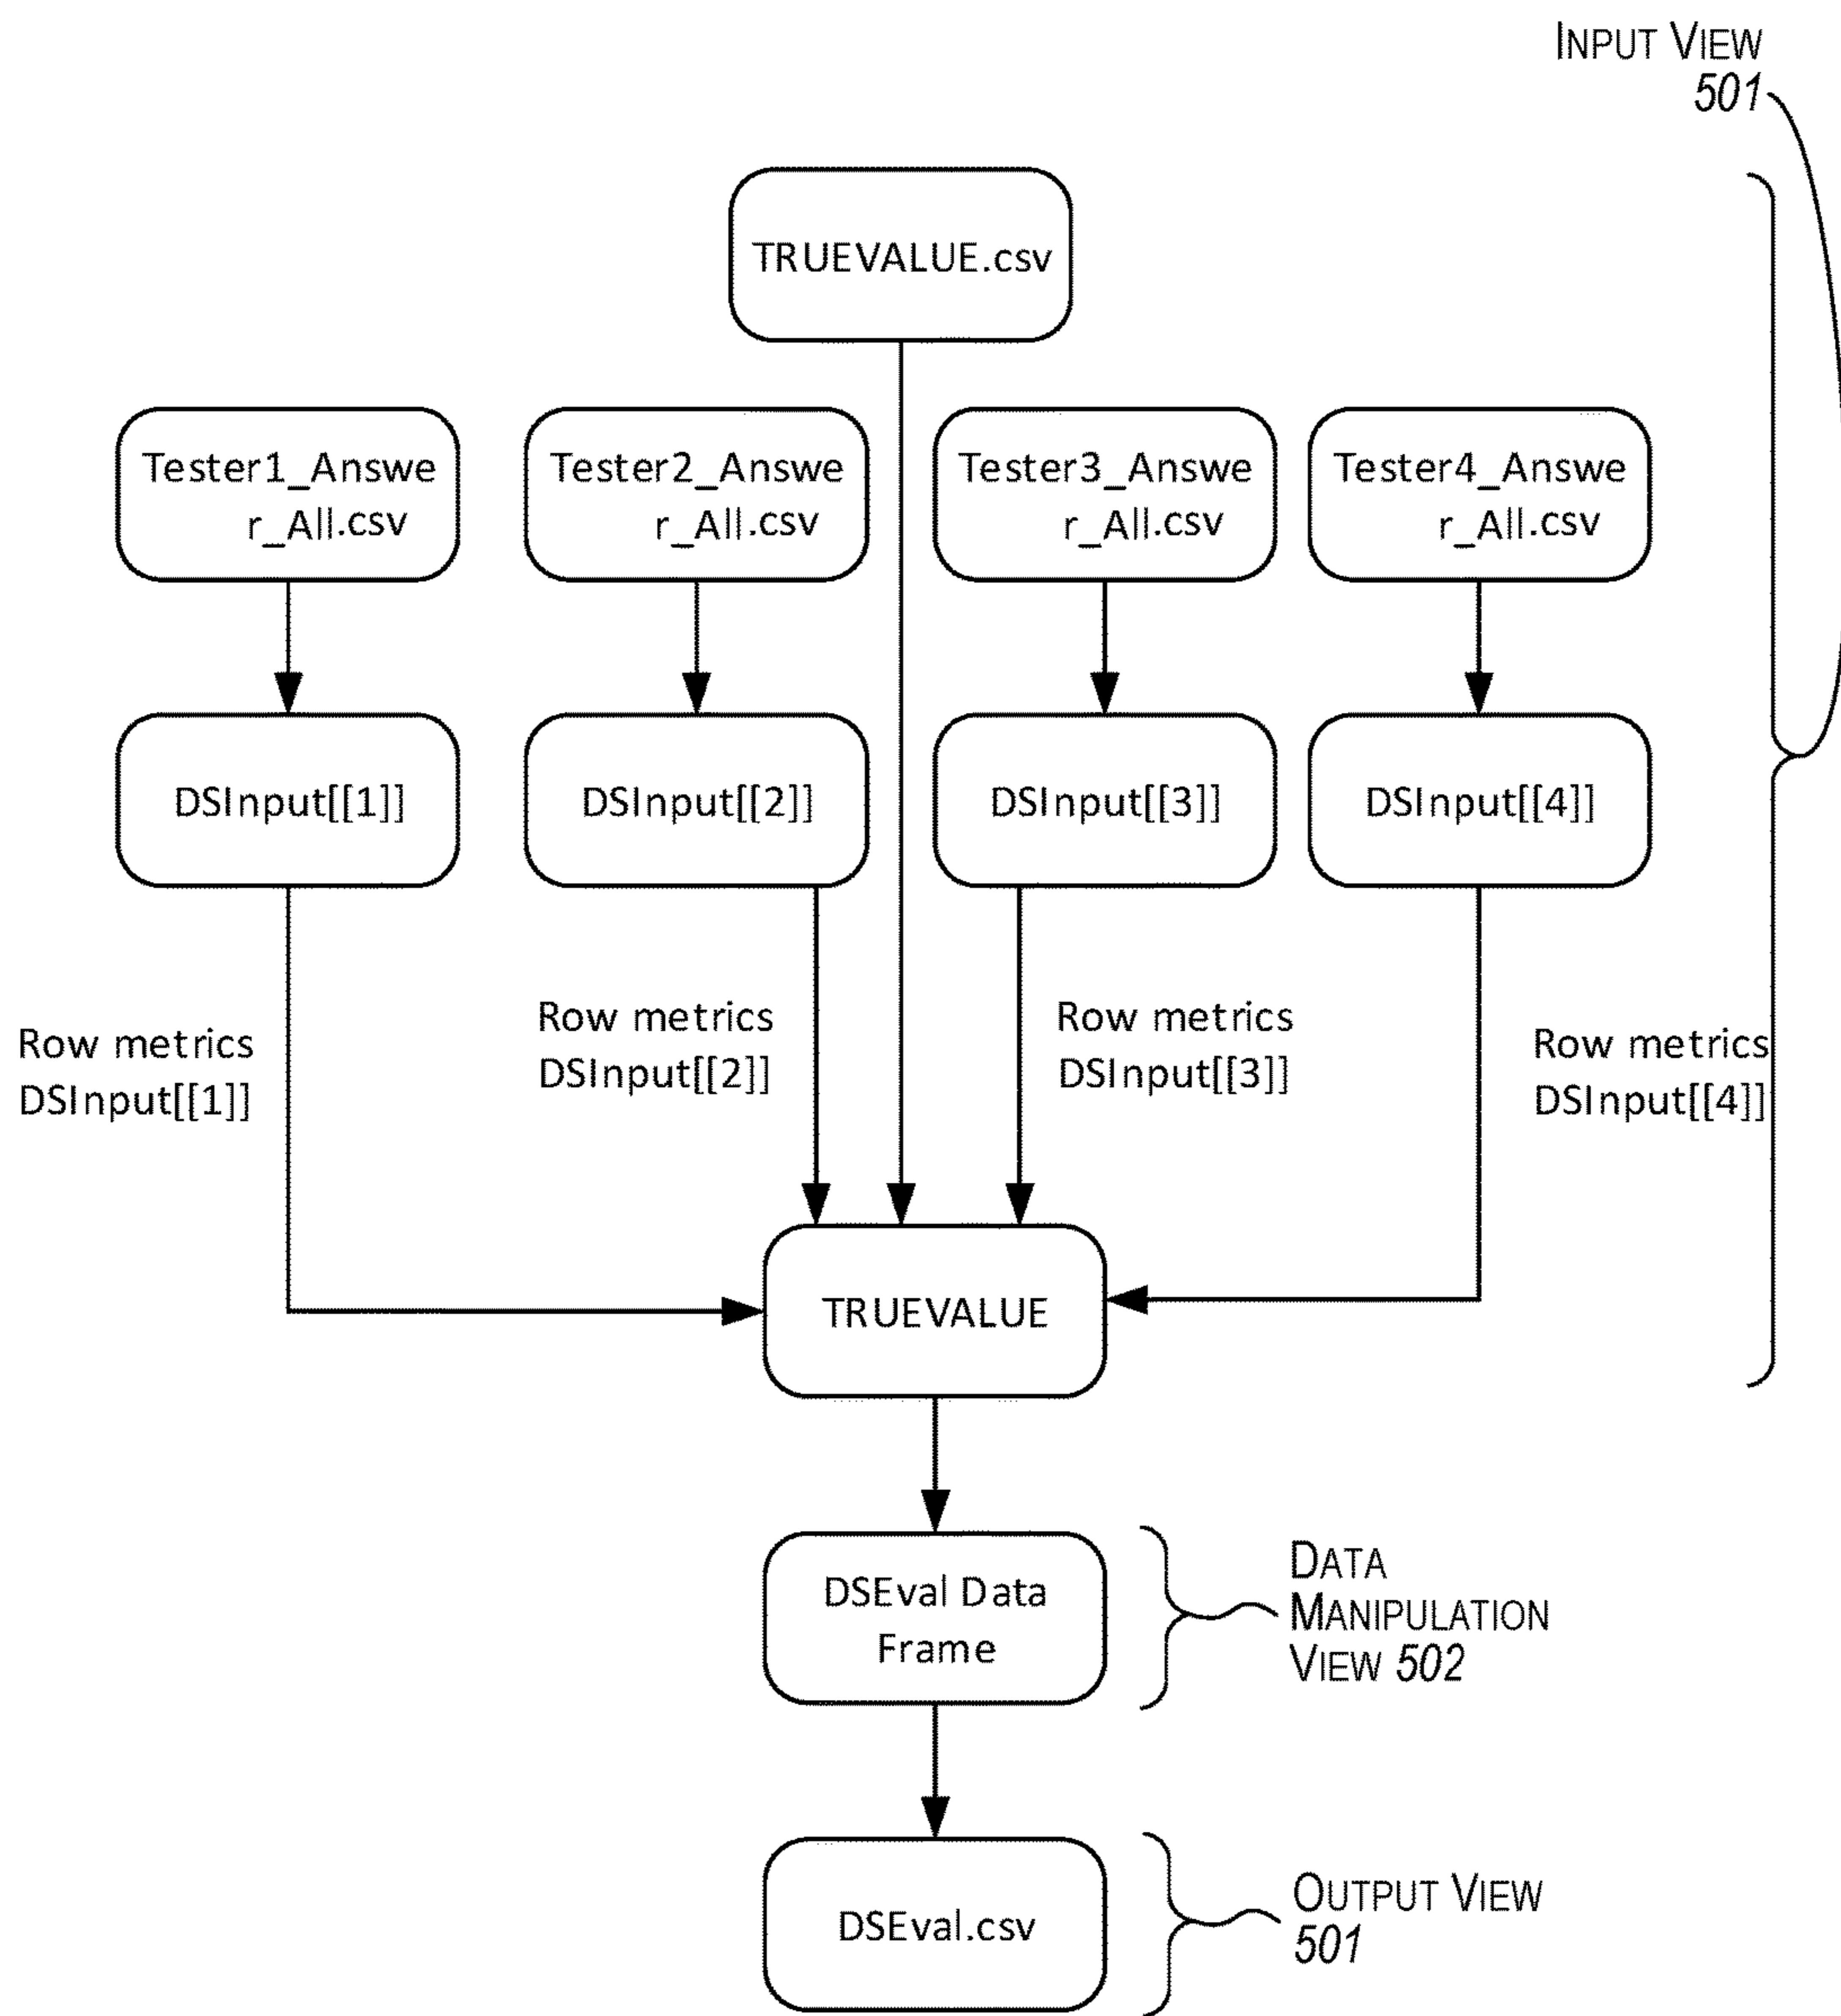 INPUT VIEW
501
TRUEVALUE.csv
Tester1_Answe
r_All.csv
Tester2_Answe
r_All.csv
Tester3_Answe
r_All.csv
Tester4_Answe
r_All.csv
DSInput[[1]]
DSInput[[2]]
DSInput[[3]]
DSInput[[4]]
Row metrics
DSInput[[1]]
Row metrics
DSInput[[2]]
Row metrics
DSInput[[3]]
Row metrics
DSInput[[4]]
TRUEVALUE
DSEval Data
Frame
DATA
MANIPULATION
VIEW 502
DSEval.csv
OUTPUT VIEW
501